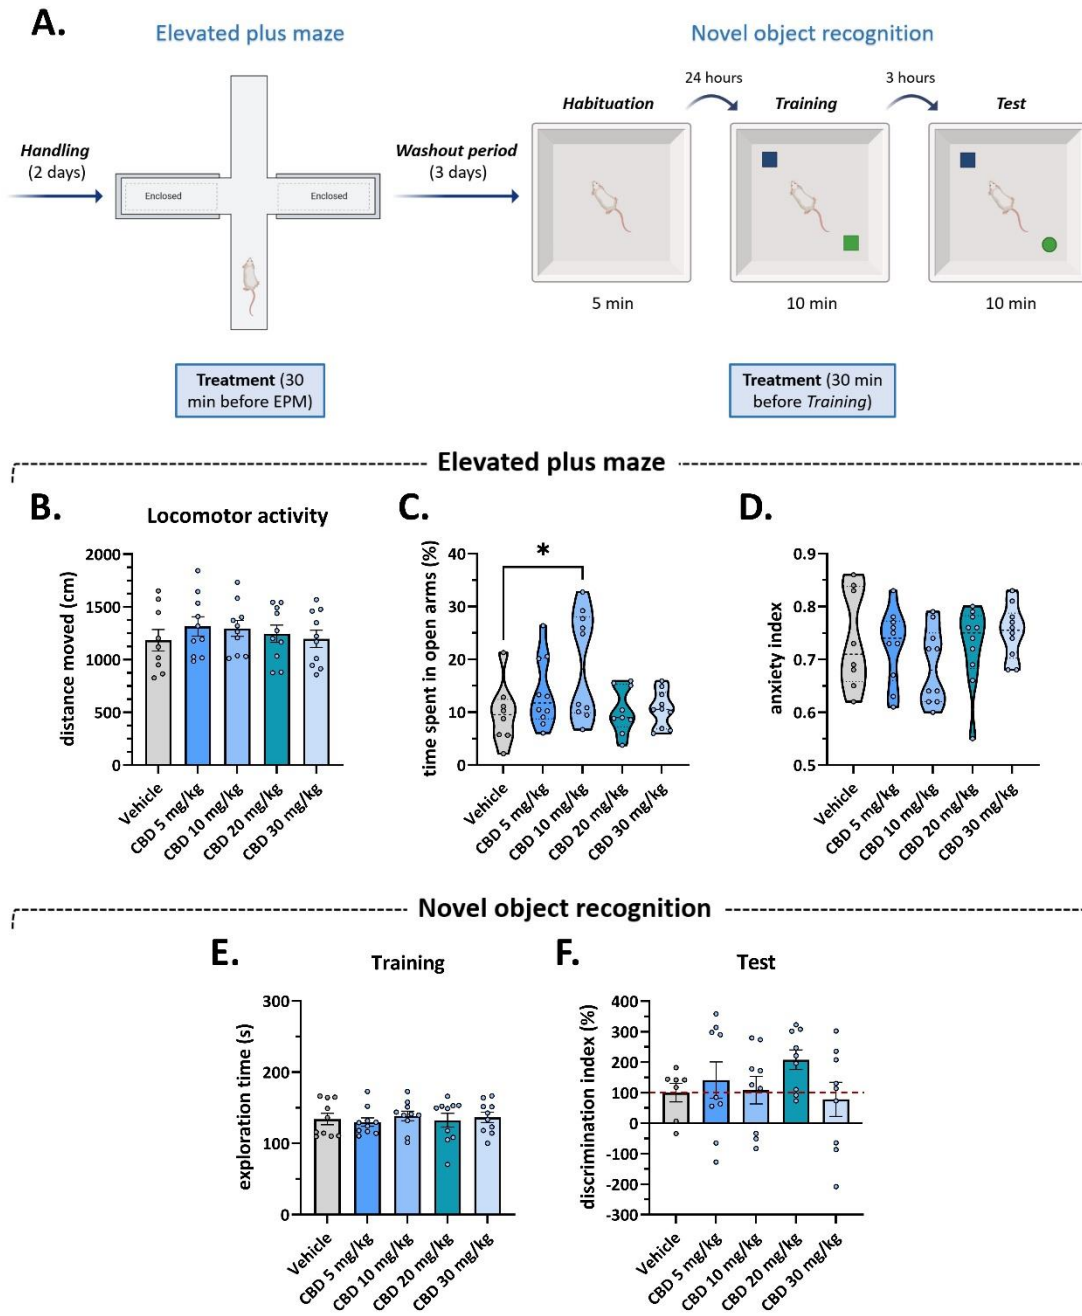 A.
Elevated plus maze
Novel object recognition
24 hours
3 hours
Habituation
Training
Test
Handling
(2 days)
Enclosed
Enclosed
Washout period
(3 days)
5 min
10 min
10 min
Treatment (30
min before EPM)
Treatment (30 min
before Training)
Elevated plus maze
B.
Locomotor activity
distance moved (cm)
2000
1500
1000
500
0
Vehicle
CBD 5 mg/kg
CBD 10 mg/kg
CBD 20 mg/kg
CBD 30 mg/kg
C.
time spent in open arms (%)
40
30
20
10
0
*
Vehicle
CBD 5 mg/kg
CBD 10 mg/kg
CBD 20 mg/kg
CBD 30 mg/kg
D.
anxiety index
0.9
0.8
0.7
0.6
0.5
Vehicle
CBD 5 mg/kg
CBD 10 mg/kg
CBD 20 mg/kg
CBD 30 mg/kg
Novel object recognition
E.
Training
exploration time (s)
300
200
100
0
Vehicle
CBD 5 mg/kg
CBD 10 mg/kg
CBD 20 mg/kg
CBD 30 mg/kg
F.
Test
discrimination index (%)
400
300
200
100
0
-100
-200
-300
Vehicle
CBD 5 mg/kg
CBD 10 mg/kg
CBD 20 mg/kg
CBD 30 mg/kg